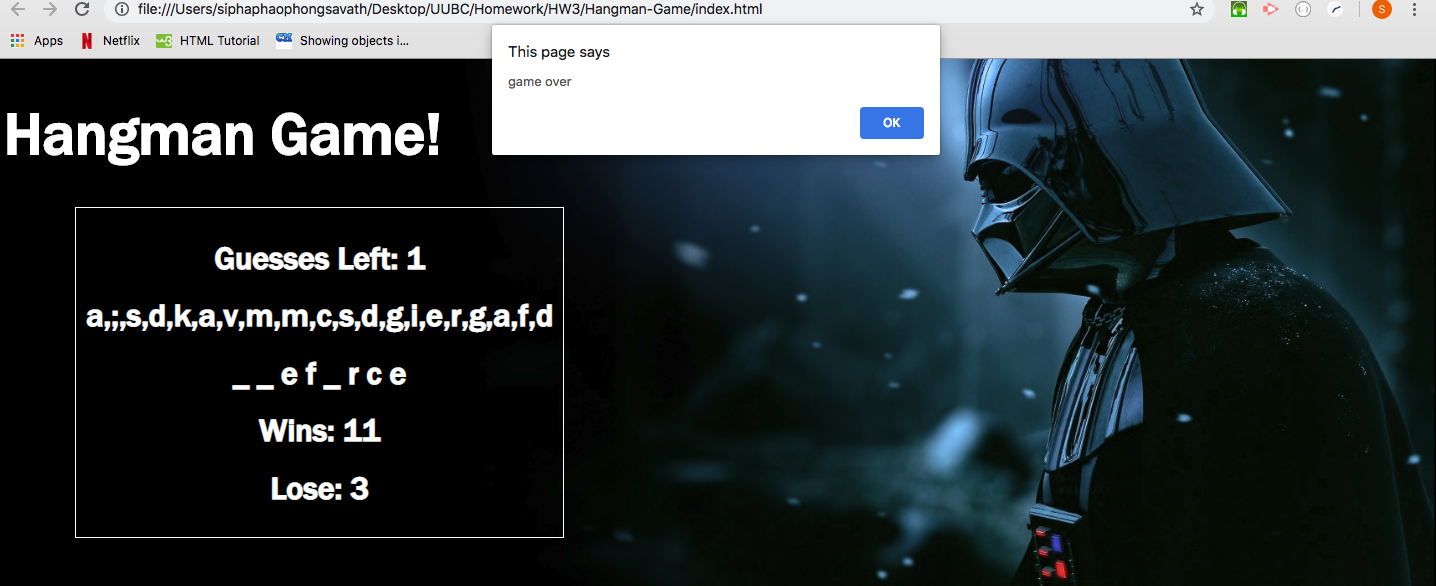 file:///Users/siphaphaophongsavath/Desktop/UUBC/Homework/HW3/Hangman-Game/index.html
S
Apps Netflix w3 HTML Tutorial Showing objects i...
This page says
game over
OK
Hangman Game!
Guesses Left: 1
a,;,s,d,k,a,v,m,m,c,s,d,g,i,e,r,g,a,f,d
_ _ e f _ r c e
Wins: 11
Lose: 3